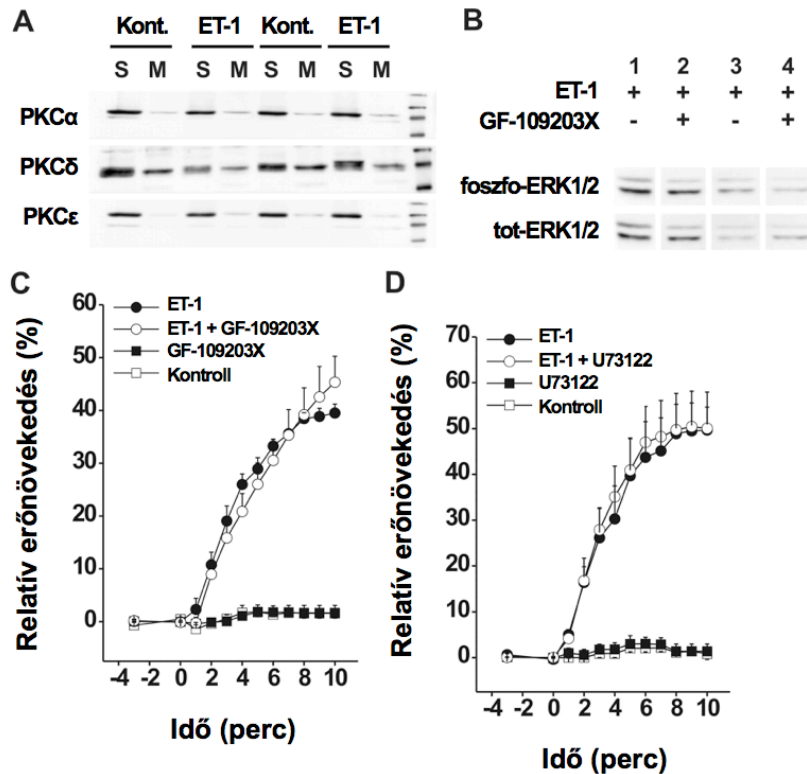 A
Kont. ET-1 Kont. ET-1
S M S M S M S M
PKCα
PKCδ
PKCε
B
1 2 3 4
ET-1 + + + +
GF-109203X - + - +
foszfo-ERK1/2
tot-ERK1/2
C
ET-1
ET-1 + GF-109203X
GF-109203X
Kontroll
Relatív erőnövekedés (%)
60
50
40
30
20
10
0
-4 -2 0 2 4 6 8 10
Idő (perc)
D
ET-1
ET-1 + U73122
U73122
Kontroll
Relatív erőnövekedés (%)
70
60
50
40
30
20
10
0
-4 -2 0 2 4 6 8 10
Idő (perc)